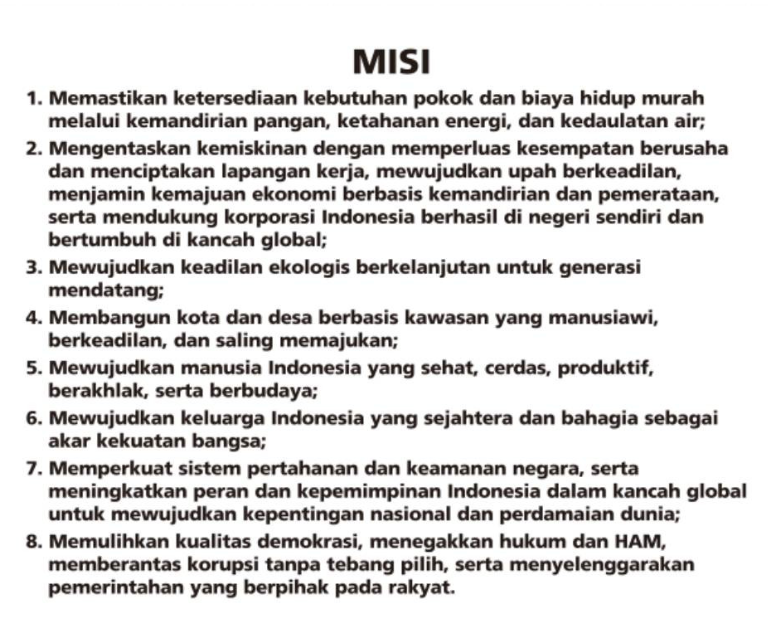 MISI
1. Memastikan ketersediaan kebutuhan pokok dan biaya hidup murah
melalui kemandirian pangan, ketahanan energi, dan kedaulatan air;
2. Mengentaskan kemiskinan dengan memperluas kesempatan berusaha
dan menciptakan lapangan kerja, mewujudkan upah berkeadilan,
menjamin kemajuan ekonomi berbasis kemandirian dan pemerataan,
serta mendukung korporasi Indonesia berhasil di negeri sendiri dan
bertumbuh di kancah global;
3. Mewujudkan keadilan ekologis berkelanjutan untuk generasi
mendatang;
4. Membangun kota dan desa berbasis kawasan yang manusiawi,
berkeadilan, dan saling memajukan;
5. Mewujudkan manusia Indonesia yang sehat, cerdas, produktif,
berakhlak, serta berbudaya;
6. Mewujudkan keluarga Indonesia yang sejahtera dan bahagia sebagai
akar kekuatan bangsa;
7. Memperkuat sistem pertahanan dan keamanan negara, serta
meningkatkan peran dan kepemimpinan Indonesia dalam kancah global
untuk mewujudkan kepentingan nasional dan perdamaian dunia;
8. Memulihkan kualitas demokrasi, menegakkan hukum dan HAM,
memberantas korupsi tanpa tebang pilih, serta menyelenggarakan
pemerintahan yang berpihak pada rakyat.